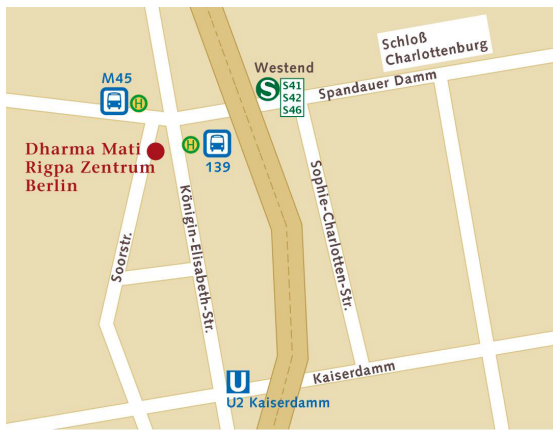 Schloß
Charlottenburg
Westend
M45
S
S41
S42
S46
Spandauer Damm
H
H
139
Dharma Mati
Rigpa Zentrum
Berlin
Soorstr.
Königin-Elisabeth-Str.
Sophie-Charlotten-Str.
Kaiserdamm
U
U2 Kaiserdamm